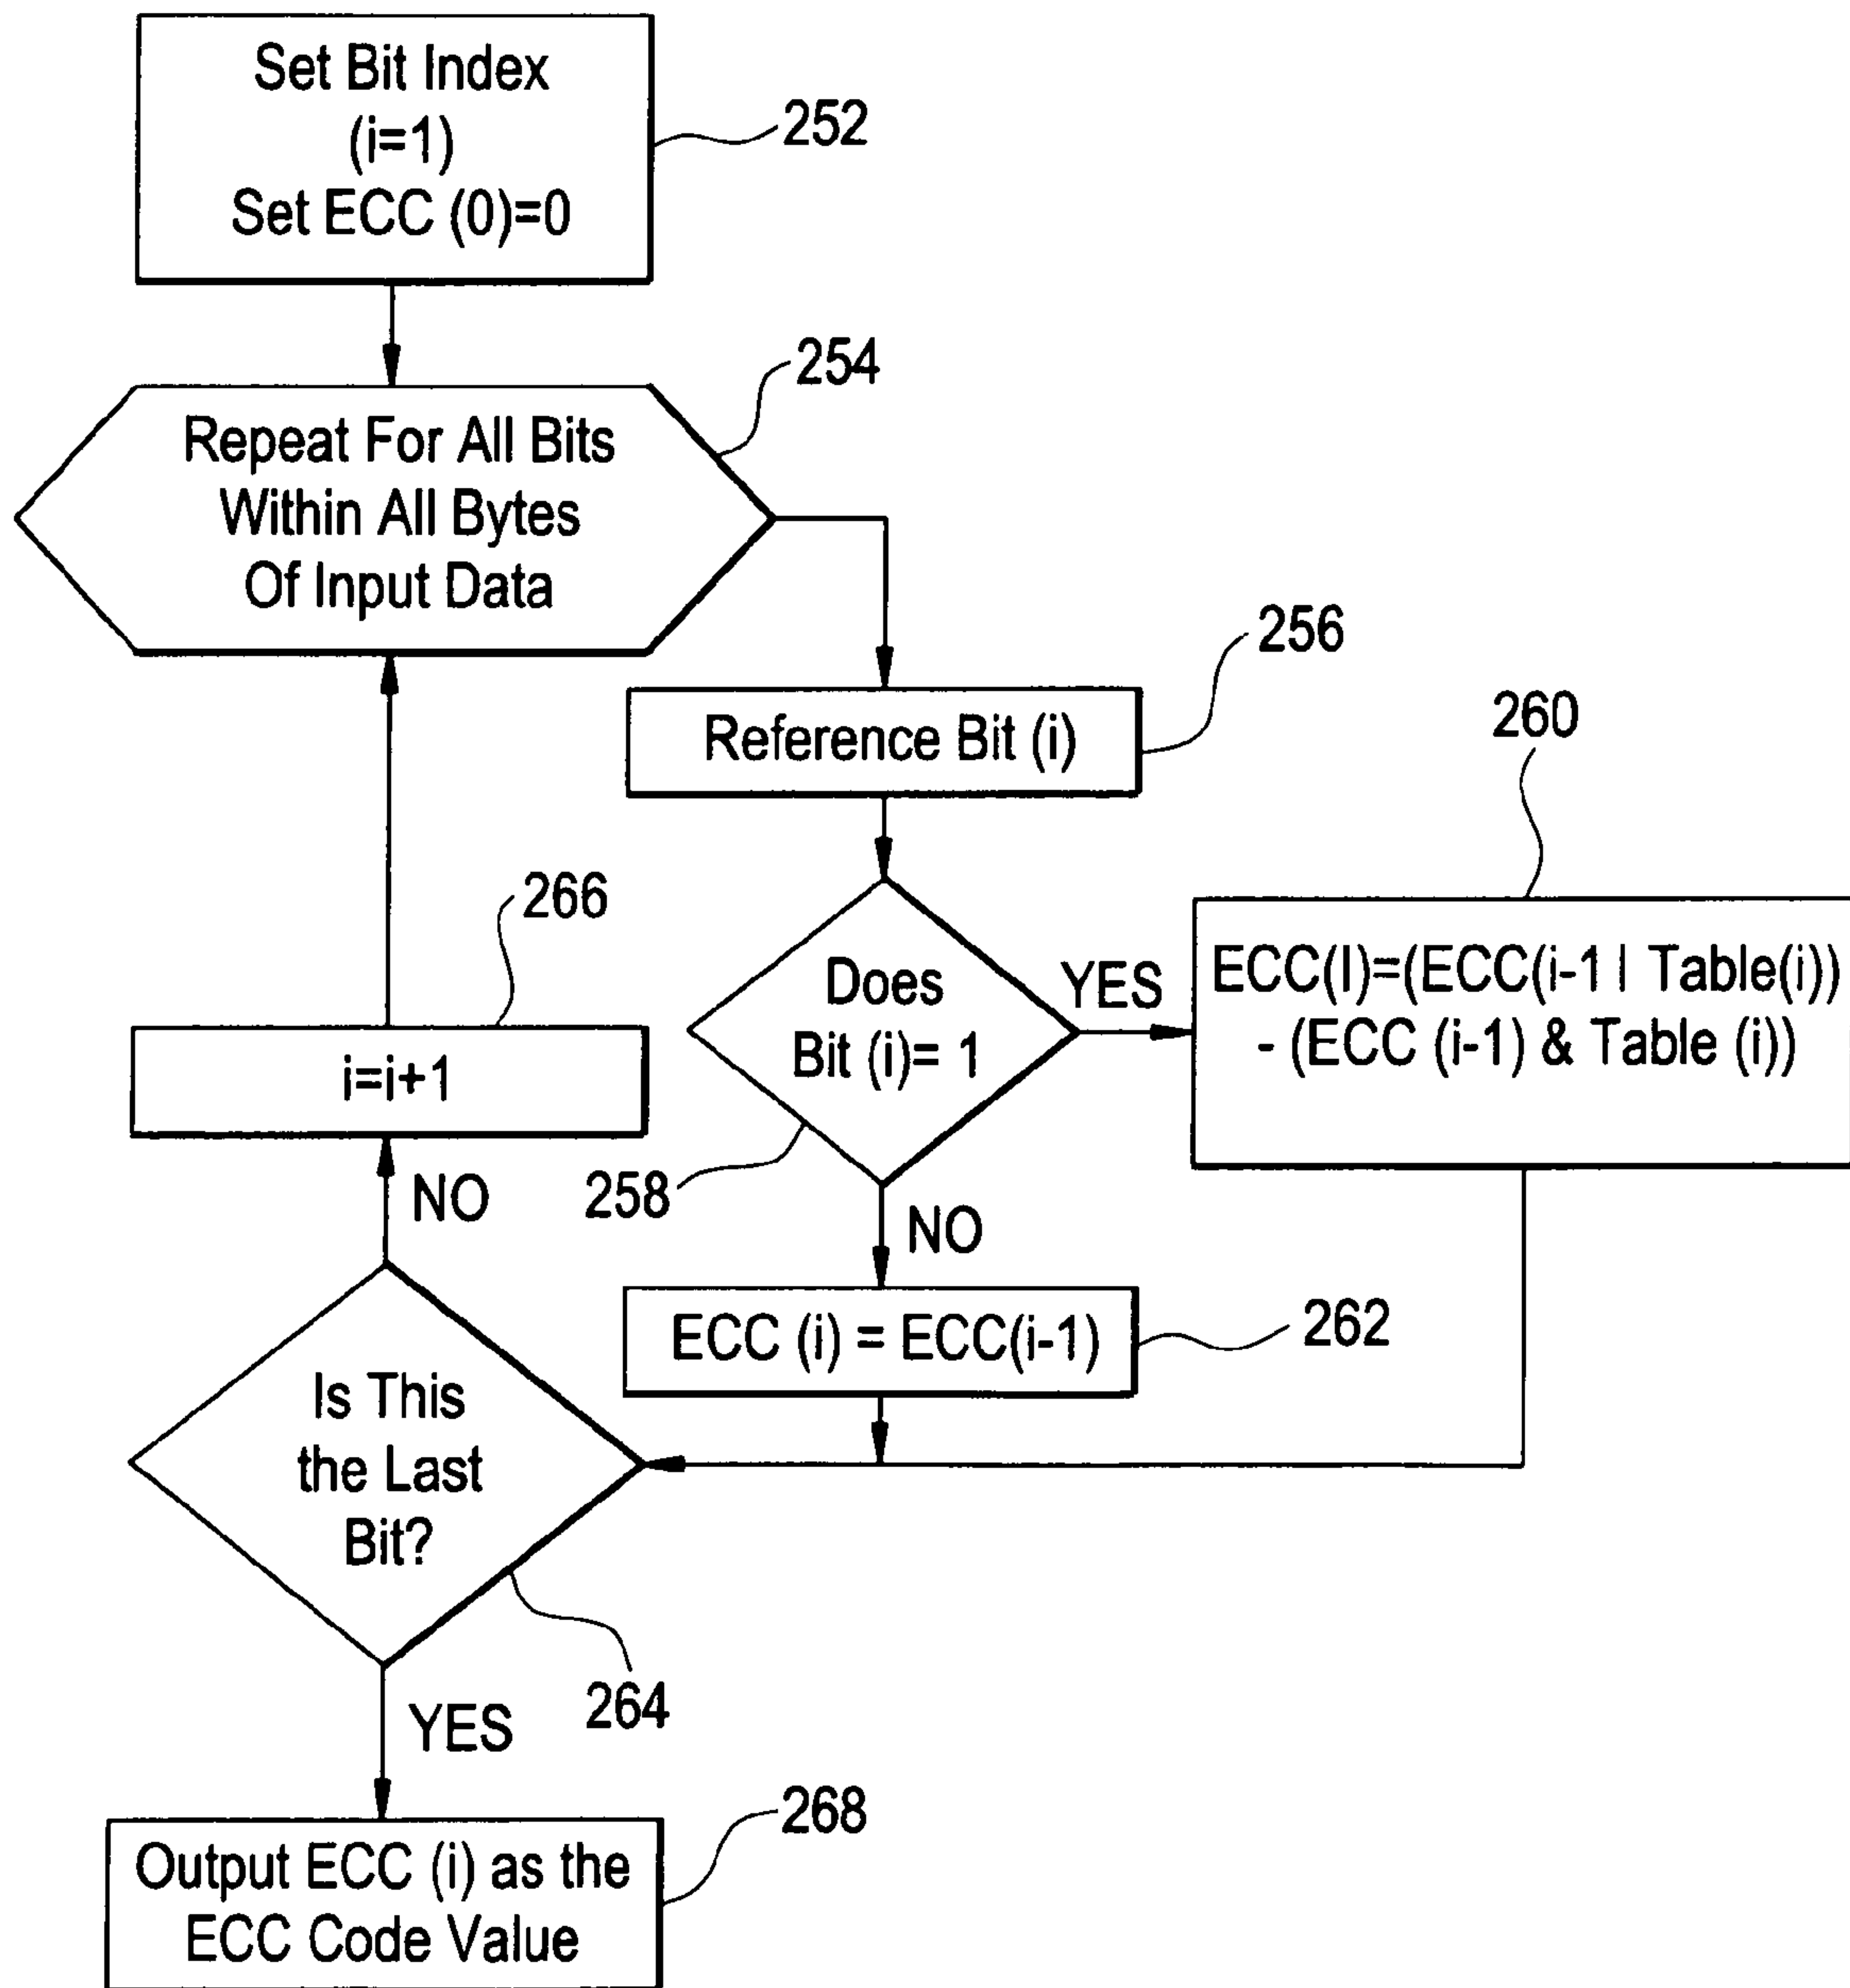 Set Bit Index
(i=1)
Set ECC (0)=0
252
Repeat For All Bits
Within All Bytes
Of Input Data
254
Reference Bit (i)
256
Does
Bit (i)= 1
258
YES
260
ECC(I)=(ECC(i-1 I Table(i))
- (ECC (i-1) & Table (i))
NO
ECC (i) = ECC(i-1)
262
Is This
the Last
Bit?
264
NO
i=i+1
266
YES
Output ECC (i) as the
ECC Code Value
268